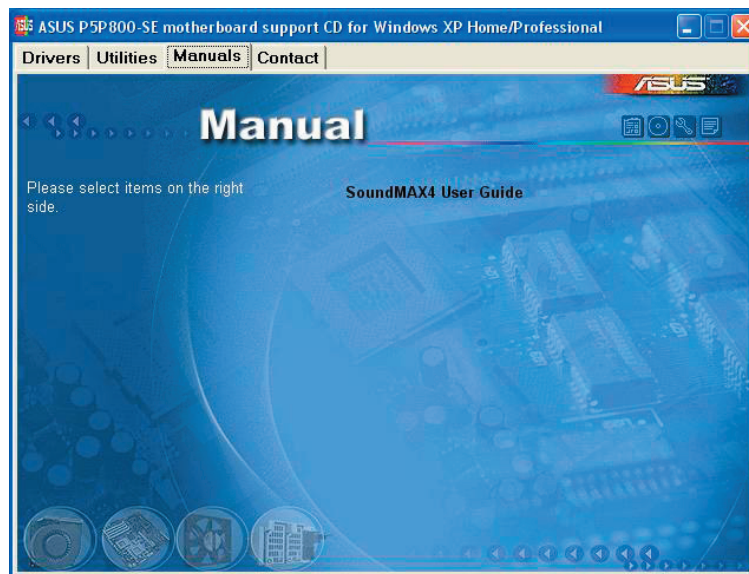 ASUS P5P800-SE motherboard support CD for Windows XP Home/Professional
Drivers Utilities Manuals Contact
ASUS
Manual
Please select items on the right
side.
SoundMAX4 User Guide